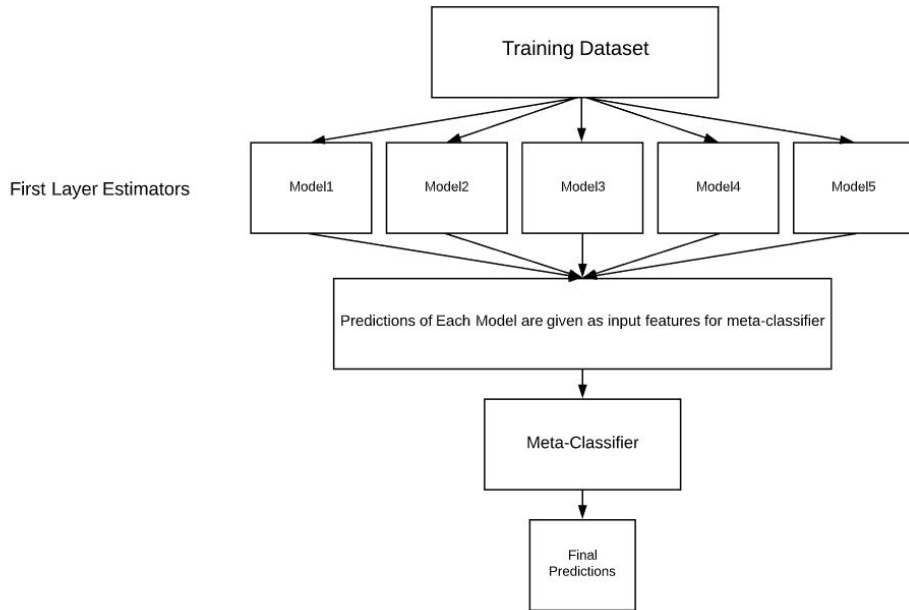 Training Dataset
First Layer Estimators
Model1
Model2
Model3
Model4
Model5
Predictions of Each Model are given as input features for meta-classifier
Meta-Classifier
Final
Predictions